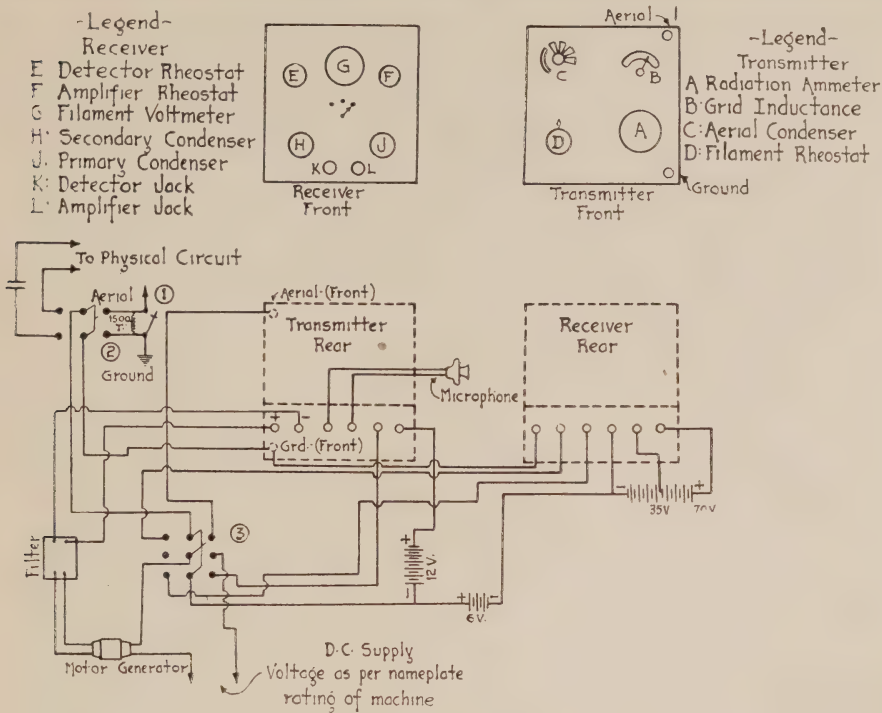 -Legend-
Receiver
E Detector Rheostat
F Amplifier Rheostat
G Filament Voltmeter
H: Secondary Condenser
J. Primary Condenser
K: Detector Jack
L: Amplifier Jack
E
G
F
H
J
K
L
Receiver
Front
Aerial
C
B
D
A
Ground
Transmitter
Front
-Legend-
Transmitter
A Radiation Ammeter
B: Grid Inductance
C: Aerial Condenser
D: Filament Rheostat
To Physical Circuit
Aerial
1
1500
T.
2
Ground
Aerial-(Front)
Transmitter
Rear
Microphone
+ -
Grd-(Front)
Receiver
Rear
- +
35V 70V
3
Filter
+
12V.
-
+ -
6V.
Motor Generator
D.C. Supply
Voltage as per nameplate
rating of machine